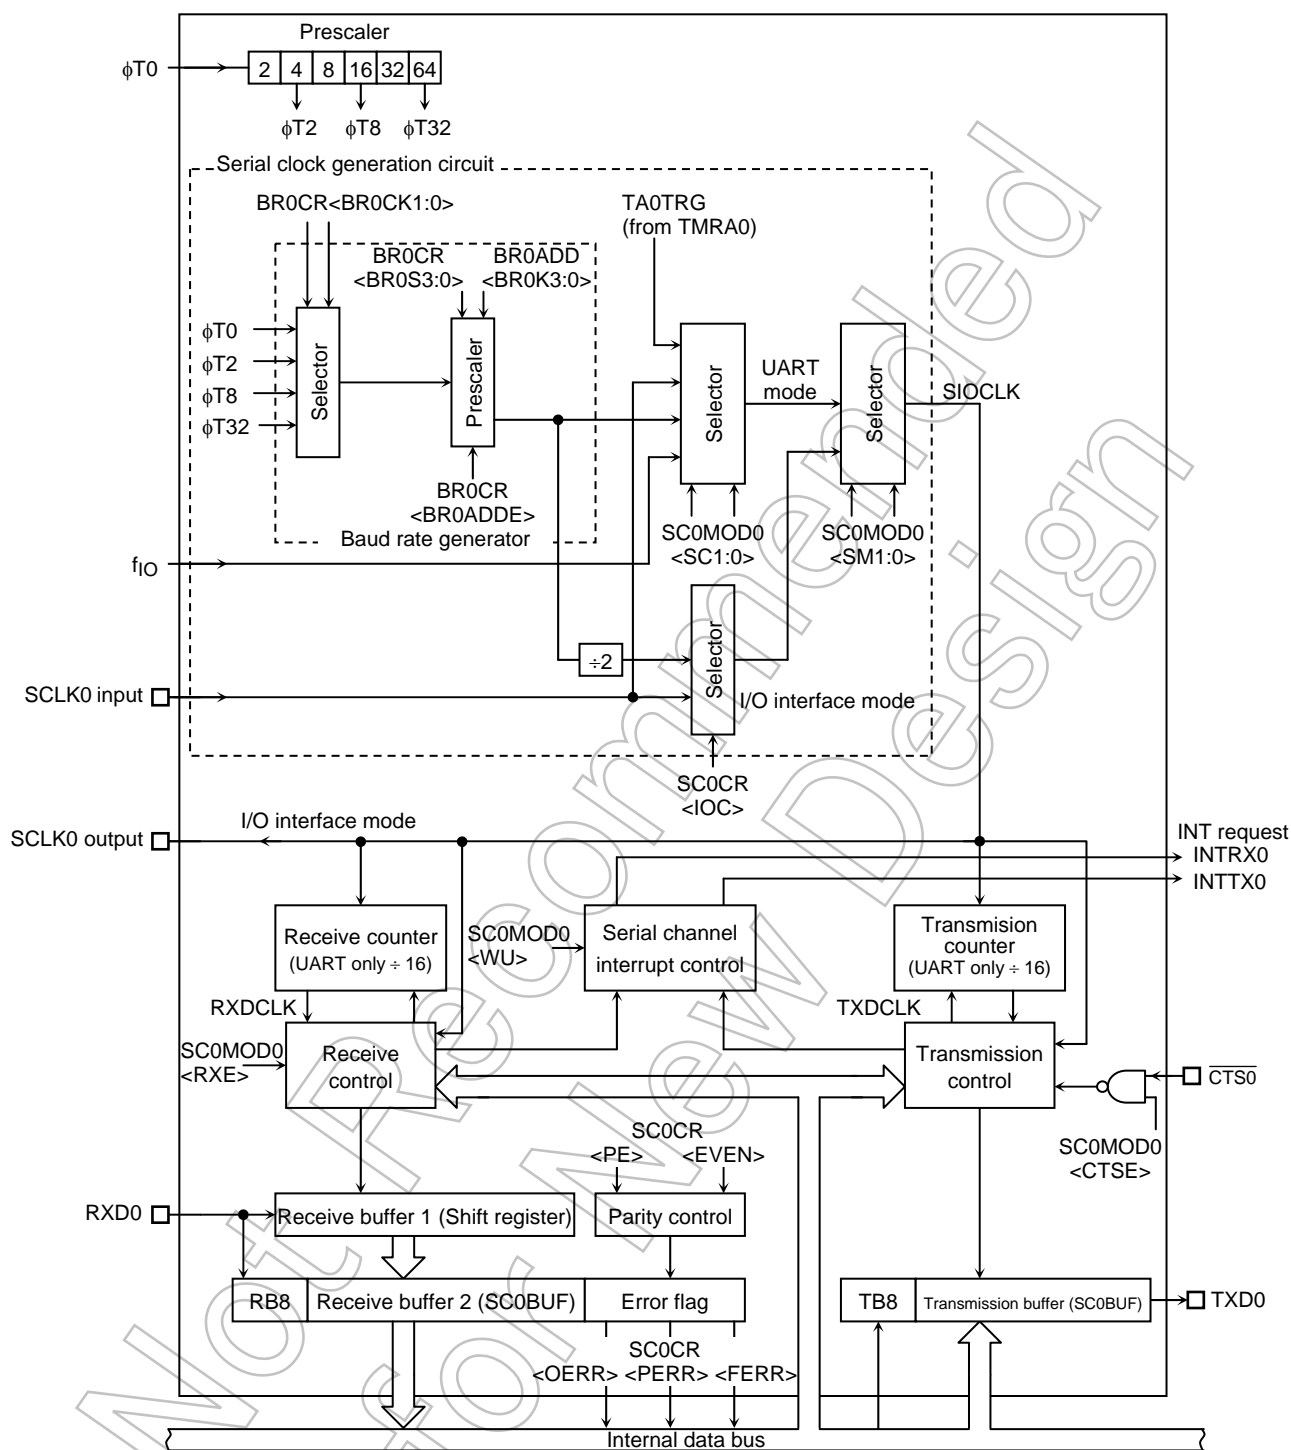 Prescaler
ϕT0
2 4 8 16 32 64
ϕT2 ϕT8 ϕT32
Serial clock generation circuit
BR0CR<BR0CK1:0>
TA0TRG
(from TMRA0)
BR0CR
<BR0S3:0>
BR0ADD
<BR0K3:0>
ϕT0
ϕT2
ϕT8
ϕT32
Selector
Prescaler
Selector
UART
mode
Selector
SIOCLK
BR0CR
<BR0ADDE>
Baud rate generator
SC0MOD0
<SC1:0>
SC0MOD0
<SM1:0>
fIO
÷2
Selector
SCLK0 input
I/O interface mode
SC0CR
<IOC>
SCLK0 output
I/O interface mode
INT request
INTRX0
INTTX0
Receive counter
(UART only ÷ 16)
SC0MOD0
<WU>
Serial channel
interrupt control
Transmision
counter
(UART only ÷ 16)
RXDCLK
TXDCLK
SC0MOD0
<RXE>
Receive
control
Transmission
control
CTS0
SC0MOD0
<CTSE>
SC0CR
<PE> <EVEN>
RXD0
Receive buffer 1 (Shift register)
Parity control
RB8
Receive buffer 2 (SC0BUF)
Error flag
TB8
Transmission buffer (SC0BUF)
TXD0
SC0CR
<OERR> <PERR> <FERR>
Internal data bus
Not Recommended
for New Design